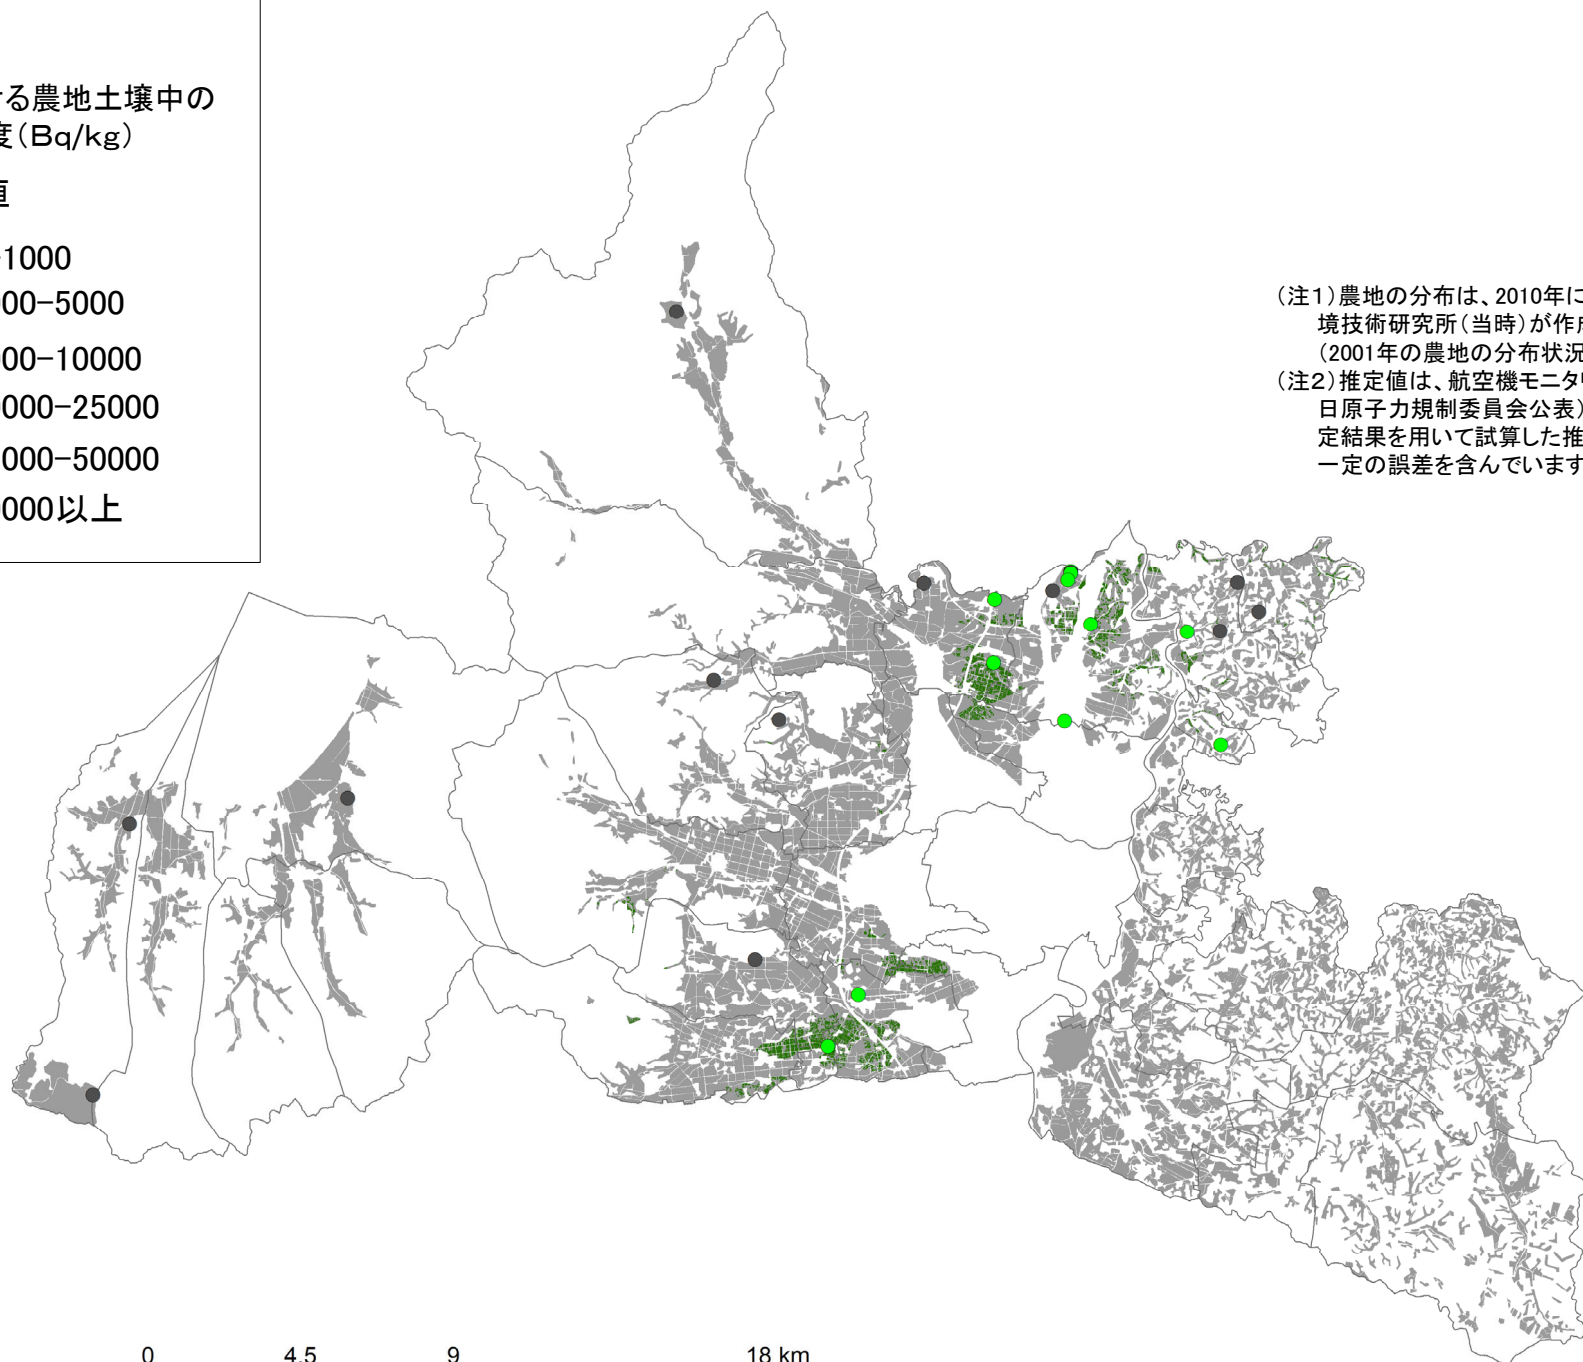 る農地土壌中の
度（Bq/kg）
値
1000
00-5000
00-10000
000-25000
000-50000
000以上
（注１）農地の分布は、2010年に
境技術研究所（当時）が作成
（2001年の農地の分布状況
（注２）推定値は、航空機モニタリ
日原子力規制委員会公表）
定結果を用いて試算した推
一定の誤差を含んでいます
0 4.5 9 18 km